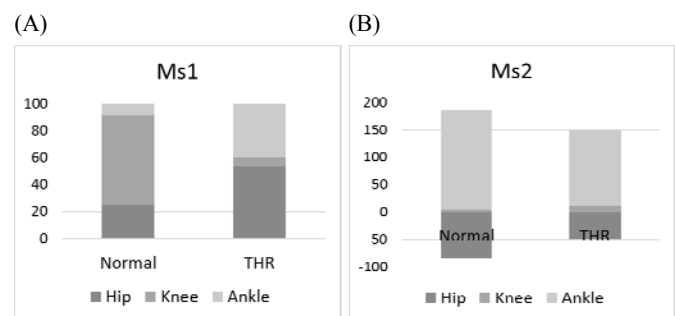 (A) (B)
Ms1
100
80
60
40
20
0
Normal THR
■ Hip ■ Knee ■ Ankle
Ms2
200
150
100
50
0
50
-100
Normal THR
■ Hip ■ Knee ■ Ankle